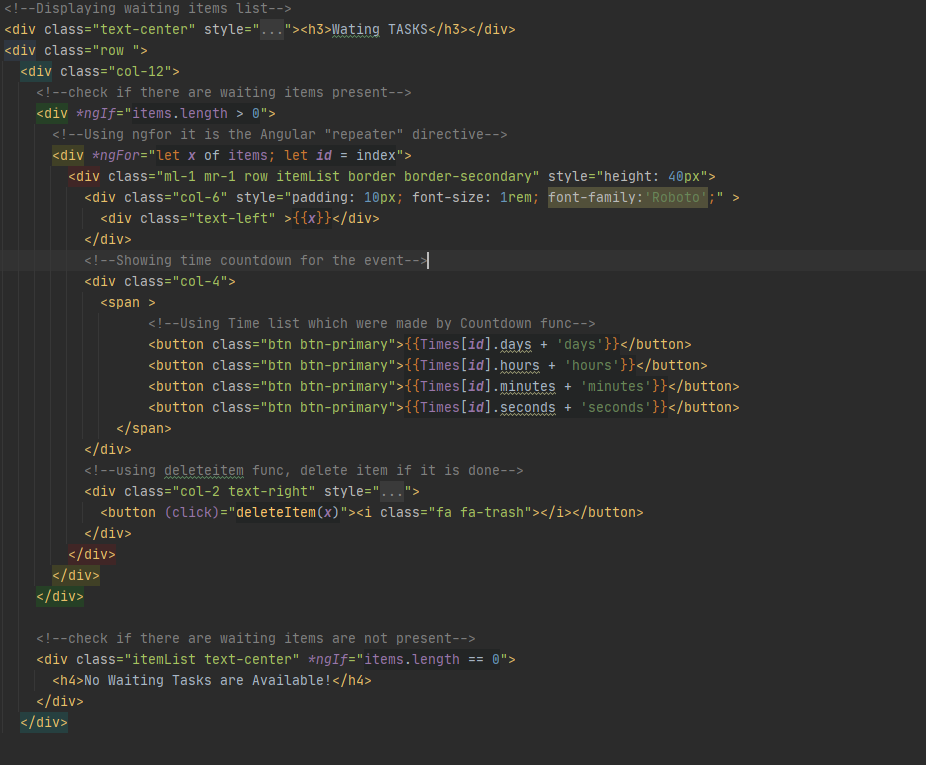 <!--Displaying waiting items list-->
<div class="text-center" style="..."><h3>Wating TASKS</h3></div>
<div class="row ">
<div class="col-12">
<!--check if there are waiting items present-->
<div *ngIf="items.length > 0">
<!--Using ngfor it is the Angular "repeater" directive-->
<div *ngFor="let x of items; let id = index">
<div class="ml-1 mr-1 row itemList border border-secondary" style="height: 40px">
<div class="col-6" style="padding: 10px; font-size: 1rem; font-family:'Roboto';" >
<div class="text-left" >{{x}}</div>
</div>
<!--Showing time countdown for the event-->
<div class="col-4">
<span >
<!--Using Time list which were made by Countdown func-->
<button class="btn btn-primary">{{Times[id].days + 'days'}}</button>
<button class="btn btn-primary">{{Times[id].hours + 'hours'}}</button>
<button class="btn btn-primary">{{Times[id].minutes + 'minutes'}}</button>
<button class="btn btn-primary">{{Times[id].seconds + 'seconds'}}</button>
</span>
</div>
<!--using deleteitem func, delete item if it is done-->
<div class="col-2 text-right" style="...">
<button (click)="deleteItem(x)"><i class="fa fa-trash"></i></button>
</div>
</div>
</div>
</div>
<!--check if there are waiting items are not present-->
<div class="itemList text-center" *ngIf="items.length == 0">
<h4>No Waiting Tasks are Available!</h4>
</div>
</div>